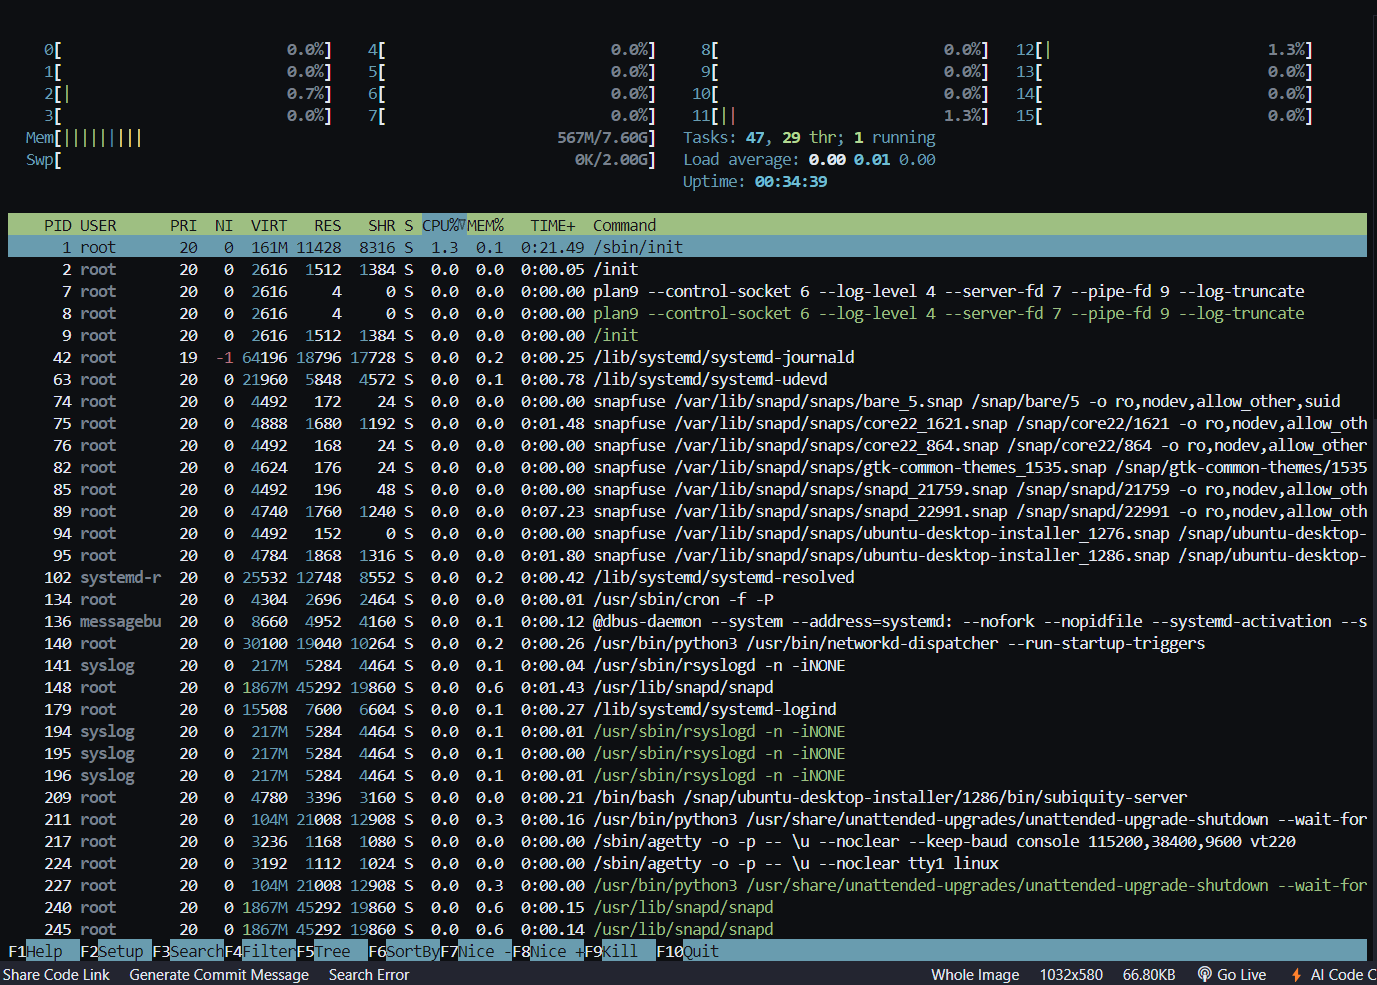 0[ 0.0%] 4[ 0.0%] 8[ 0.0%] 12[| 1.3%]
1[ 0.0%] 5[ 0.0%] 9[ 0.0%] 13[ 0.0%]
2[| 0.7%] 6[ 0.0%] 10[ 0.0%] 14[ 0.0%]
3[ 0.0%] 7[ 0.0%] 11[|| 1.3%] 15[ 0.0%]
Mem[||||||||| 567M/7.60G] Tasks: 47, 29 thr; 1 running
Swp[ 0K/2.00G] Load average: 0.00 0.01 0.00
Uptime: 00:34:39
PID USER PRI NI VIRT RES SHR S CPU%▽MEM% TIME+ Command
1 root 20 0 161M 11428 8316 S 1.3 0.1 0:21.49 /sbin/init
2 root 20 0 2616 1512 1384 S 0.0 0.0 0:00.05 /init
7 root 20 0 2616 4 0 S 0.0 0.0 0:00.00 plan9 --control-socket 6 --log-level 4 --server-fd 7 --pipe-fd 9 --log-truncate
8 root 20 0 2616 4 0 S 0.0 0.0 0:00.00 plan9 --control-socket 6 --log-level 4 --server-fd 7 --pipe-fd 9 --log-truncate
9 root 20 0 2616 1512 1384 S 0.0 0.0 0:00.00 /init
42 root 19 -1 64196 18796 17728 S 0.0 0.2 0:00.25 /lib/systemd/systemd-journald
63 root 20 0 21960 5848 4572 S 0.0 0.1 0:00.78 /lib/systemd/systemd-udevd
74 root 20 0 4492 172 24 S 0.0 0.0 0:00.00 snapfuse /var/lib/snapd/snaps/bare_5.snap /snap/bare/5 -o ro,nodev,allow_other,suid
75 root 20 0 4888 1680 1192 S 0.0 0.0 0:01.48 snapfuse /var/lib/snapd/snaps/core22_1621.snap /snap/core22/1621 -o ro,nodev,allow_oth
76 root 20 0 4492 168 24 S 0.0 0.0 0:00.00 snapfuse /var/lib/snapd/snaps/core22_864.snap /snap/core22/864 -o ro,nodev,allow_other
82 root 20 0 4624 176 24 S 0.0 0.0 0:00.00 snapfuse /var/lib/snapd/snaps/gtk-common-themes_1535.snap /snap/gtk-common-themes/1535
85 root 20 0 4492 196 48 S 0.0 0.0 0:00.00 snapfuse /var/lib/snapd/snaps/snapd_21759.snap /snap/snapd/21759 -o ro,nodev,allow_oth
89 root 20 0 4740 1760 1240 S 0.0 0.0 0:07.23 snapfuse /var/lib/snapd/snaps/snapd_22991.snap /snap/snapd/22991 -o ro,nodev,allow_oth
94 root 20 0 4492 152 0 S 0.0 0.0 0:00.00 snapfuse /var/lib/snapd/snaps/ubuntu-desktop-installer_1276.snap /snap/ubuntu-desktop-
95 root 20 0 4784 1868 1316 S 0.0 0.0 0:01.80 snapfuse /var/lib/snapd/snaps/ubuntu-desktop-installer_1286.snap /snap/ubuntu-desktop-
102 systemd-r 20 0 25532 12748 8552 S 0.0 0.2 0:00.42 /lib/systemd/systemd-resolved
134 root 20 0 4304 2696 2464 S 0.0 0.0 0:00.01 /usr/sbin/cron -f -P
136 messagebu 20 0 8660 4952 4160 S 0.0 0.1 0:00.12 @dbus-daemon --system --address=systemd: --nofork --nopidfile --systemd-activation --s
140 root 20 0 30100 19040 10264 S 0.0 0.2 0:00.26 /usr/bin/python3 /usr/bin/networkd-dispatcher --run-startup-triggers
141 syslog 20 0 217M 5284 4464 S 0.0 0.1 0:00.04 /usr/sbin/rsyslogd -n -iNONE
148 root 20 0 1867M 45292 19860 S 0.0 0.6 0:01.43 /usr/lib/snapd/snapd
179 root 20 0 15508 7600 6604 S 0.0 0.1 0:00.27 /lib/systemd/systemd-logind
194 syslog 20 0 217M 5284 4464 S 0.0 0.1 0:00.01 /usr/sbin/rsyslogd -n -iNONE
195 syslog 20 0 217M 5284 4464 S 0.0 0.1 0:00.00 /usr/sbin/rsyslogd -n -iNONE
196 syslog 20 0 217M 5284 4464 S 0.0 0.1 0:00.01 /usr/sbin/rsyslogd -n -iNONE
209 root 20 0 4780 3396 3160 S 0.0 0.0 0:00.21 /bin/bash /snap/ubuntu-desktop-installer/1286/bin/subiquity-server
211 root 20 0 104M 21008 12908 S 0.0 0.3 0:00.16 /usr/bin/python3 /usr/share/unattended-upgrades/unattended-upgrade-shutdown --wait-for
217 root 20 0 3236 1168 1080 S 0.0 0.0 0:00.00 /sbin/agetty -o -p -- \u --noclear --keep-baud console 115200,38400,9600 vt220
224 root 20 0 3192 1112 1024 S 0.0 0.0 0:00.00 /sbin/agetty -o -p -- \u --noclear tty1 linux
227 root 20 0 104M 21008 12908 S 0.0 0.3 0:00.00 /usr/bin/python3 /usr/share/unattended-upgrades/unattended-upgrade-shutdown --wait-for
240 root 20 0 1867M 45292 19860 S 0.0 0.6 0:00.15 /usr/lib/snapd/snapd
245 root 20 0 1867M 45292 19860 S 0.0 0.6 0:00.14 /usr/lib/snapd/snapd
F1Help F2Setup F3SearchF4FilterF5Tree F6SortByF7Nice -F8Nice +F9Kill F10Quit
Share Code Link Generate Commit Message Search Error Whole Image 1032x580 66.80KB Go Live AI Code C